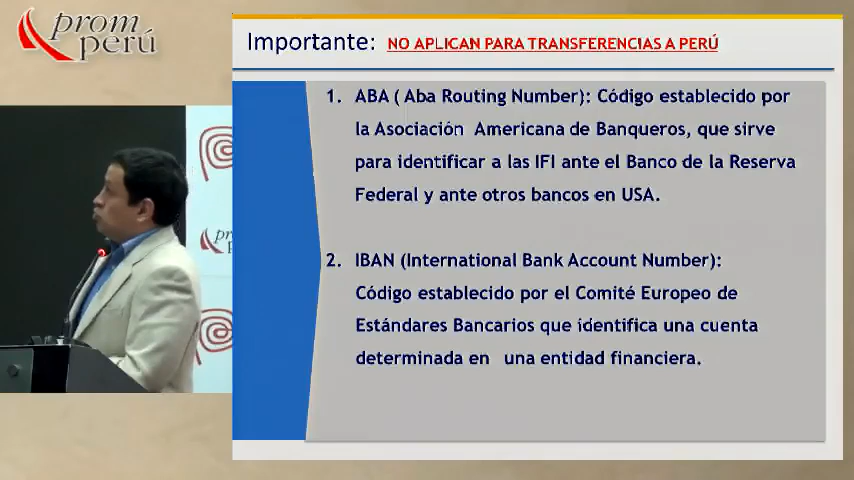 prom
perú
Importante: NO APLICAN PARA TRANSFERENCIAS A PERÚ
1. ABA ( Aba Routing Number): Código establecido por
la Asociación Americana de Banqueros, que sirve
para identificar a las IFI ante el Banco de la Reserva
Federal y ante otros bancos en USA.
2. IBAN (International Bank Account Number):
Código establecido por el Comité Europeo de
Estándares Bancarios que identifica una cuenta
determinada en una entidad financiera.